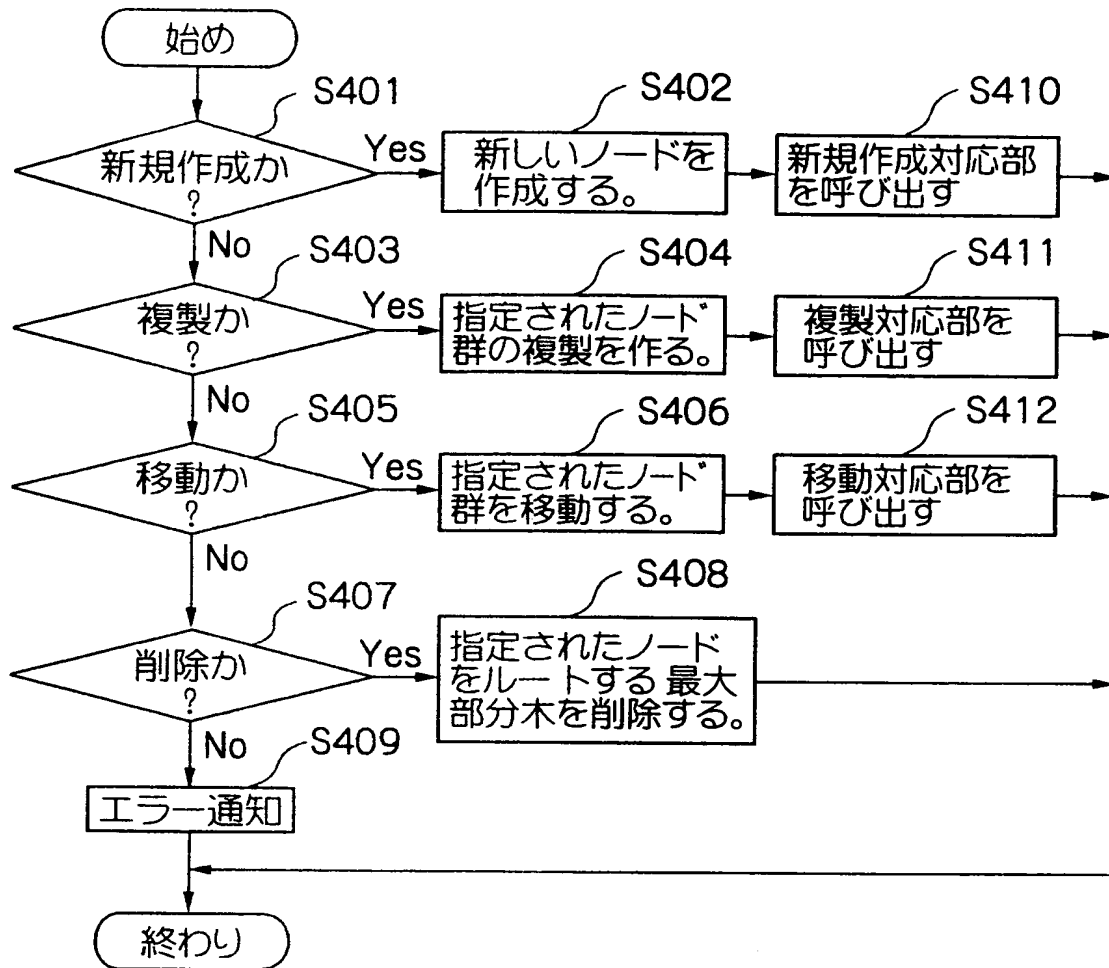 始め
S401
新規作成か
?
Yes
S402
新しいノードを
作成する。
S410
新規作成対応部
を呼び出す
No
S403
複製か
?
Yes
S404
指定されたノード
群の複製を作る。
S411
複製対応部を
呼び出す
No
S405
移動か
?
Yes
S406
指定されたノード
群を移動する。
S412
移動対応部を
呼び出す
No
S407
削除か
?
Yes
S408
指定されたノード
をルートする 最大
部分木を削除する。
No
S409
エラー通知
終わり